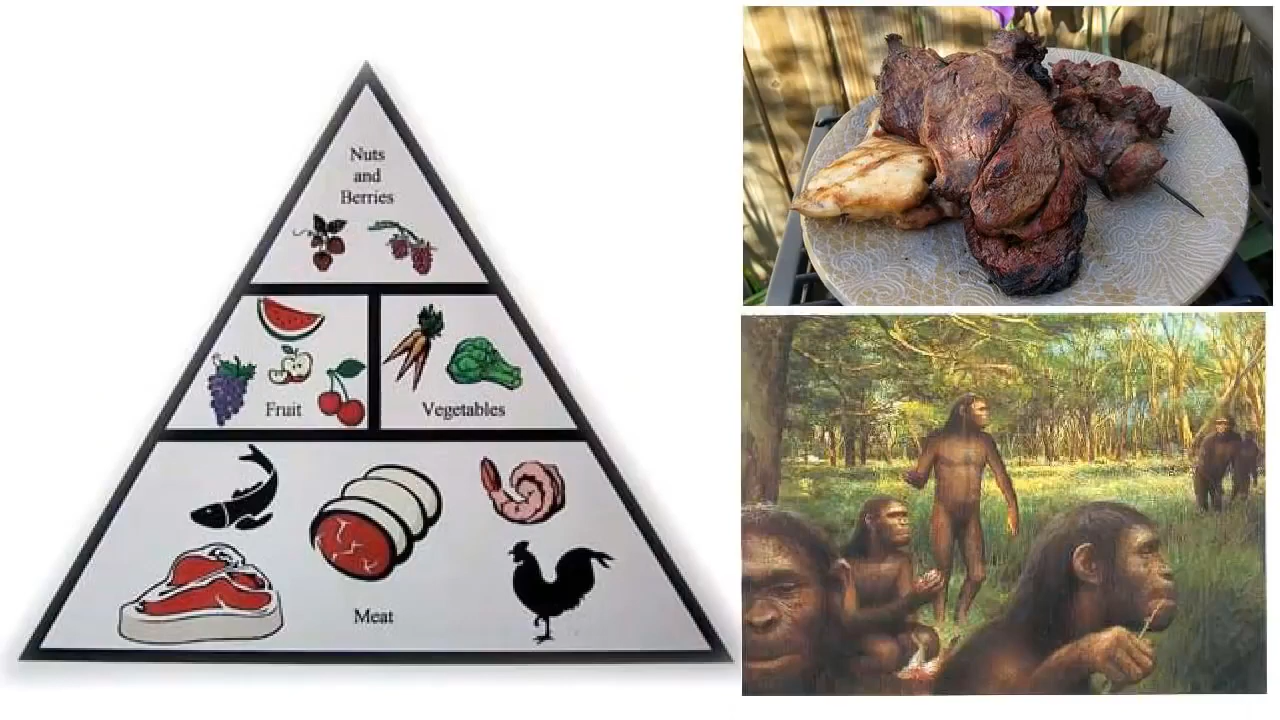 Nuts
and
Berries
Fruit
Vegetables
Meat